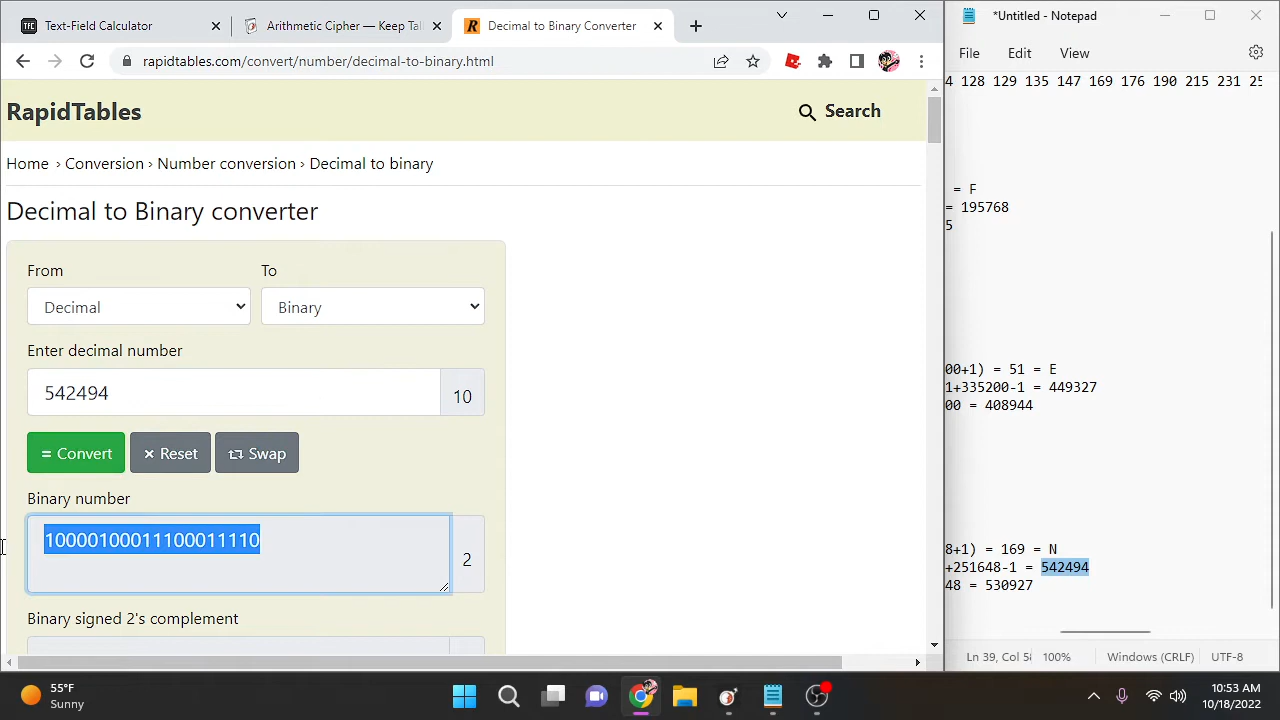 Text-Field Calculator
Arithmetic Cipher — Keep Tal
Decimal to Binary Converter
rapidtables.com/convert/number/decimal-to-binary.html
RapidTables
Search
Home › Conversion › Number conversion › Decimal to binary
Decimal to Binary converter
From
To
Decimal
Binary
Enter decimal number
542494
10
= Convert
× Reset
Swap
Binary number
10000100011100011110
2
Binary signed 2's complement
*Untitled - Notepad
File
Edit
View
4 128 129 135 147 169 176 190 215 231 25
= F
= 195768
5
00+1) = 51 = E
1+335200-1 = 449327
00 = 408944
8+1) = 169 = N
+251648-1 = 542494
48 = 530927
Ln 39, Col 5
100%
Windows (CRLF)
UTF-8
55°F
Sunny
10:53 AM
10/18/2022